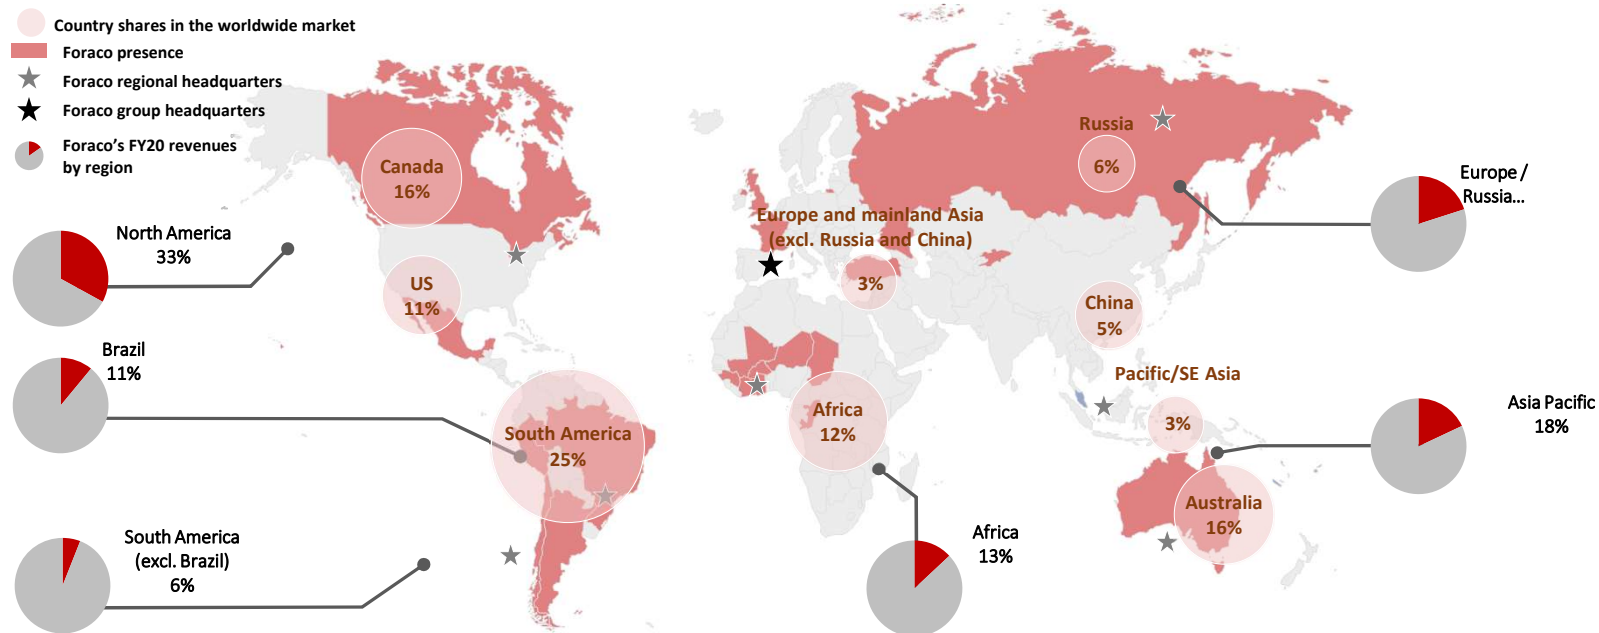 Country shares in the worldwide market
Foraco presence
Foraco regional headquarters
Foraco group headquarters
Foraco's FY20 revenues
by region
North America
33%
Brazil
11%
South America
(excl. Brazil)
6%
Canada
16%
US
11%
South America
25%
Europe and mainland Asia
(excl. Russia and China)
3%
Africa
12%
Africa
13%
Russia
6%
China
5%
Pacific/SE Asia
3%
Australia
16%
Europe /
Russia...
Asia Pacific
18%